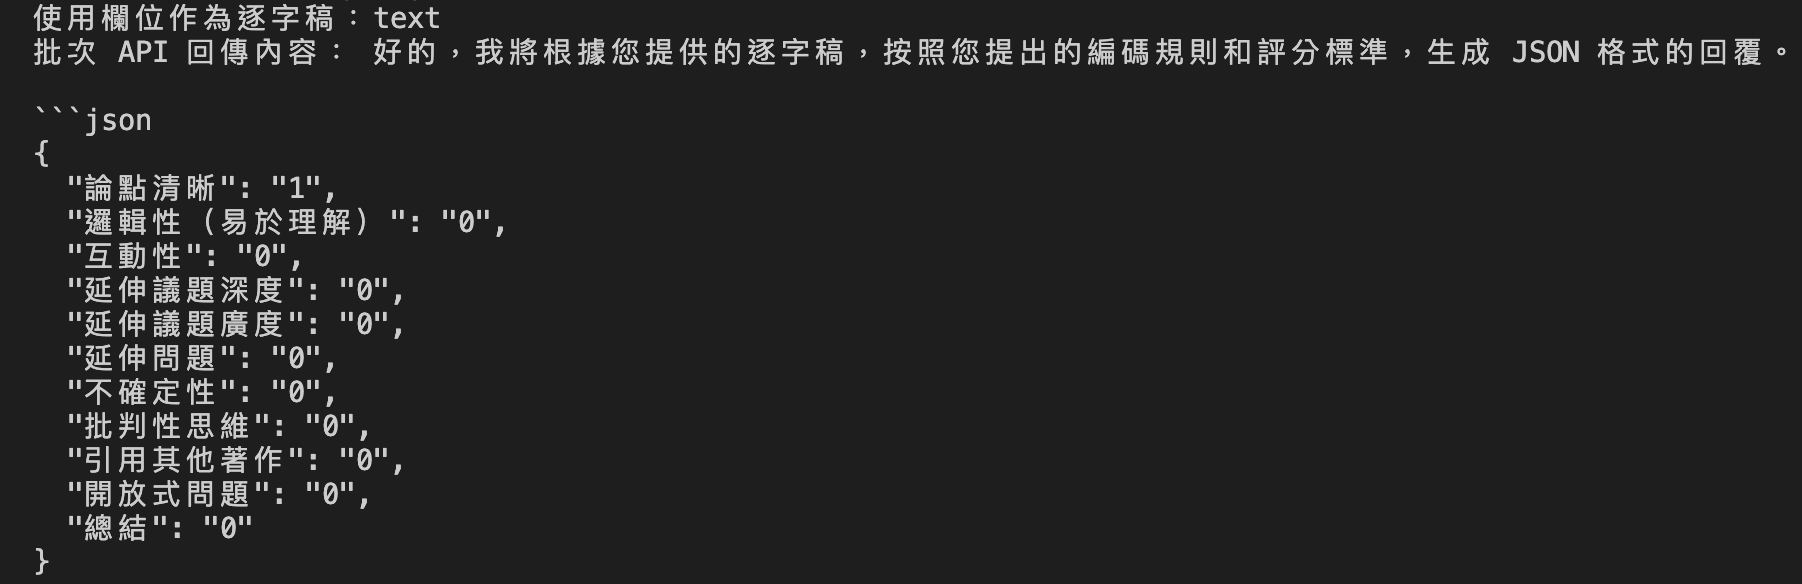 使用欄位作為逐字稿：text
批次 API 回傳內容： 好的，我將根據您提供的逐字稿，按照您提出的編碼規則和評分標準，生成 JSON 格式的回覆。
```json
{
  "論點清晰": "1",
  "邏輯性（易於理解）": "0",
  "互動性": "0",
  "延伸議題深度": "0",
  "延伸議題廣度": "0",
  "延伸問題": "0",
  "不確定性": "0",
  "批判性思維": "0",
  "引用其他著作": "0",
  "開放式問題": "0",
  "總結": "0"
}